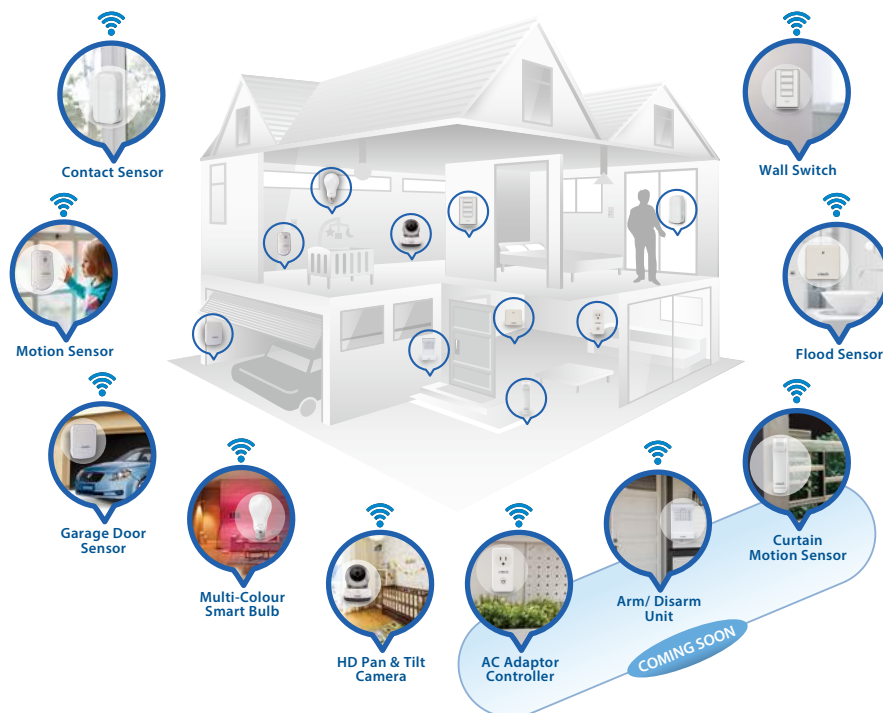 Contact Sensor
Wall Switch
Motion Sensor
Flood Sensor
Garage Door
Sensor
Multi-Colour
Smart Bulb
HD Pan & Tilt
Camera
AC Adaptor
Controller
Arm/ Disarm
Unit
Curtain
Motion Sensor
COMING SOON